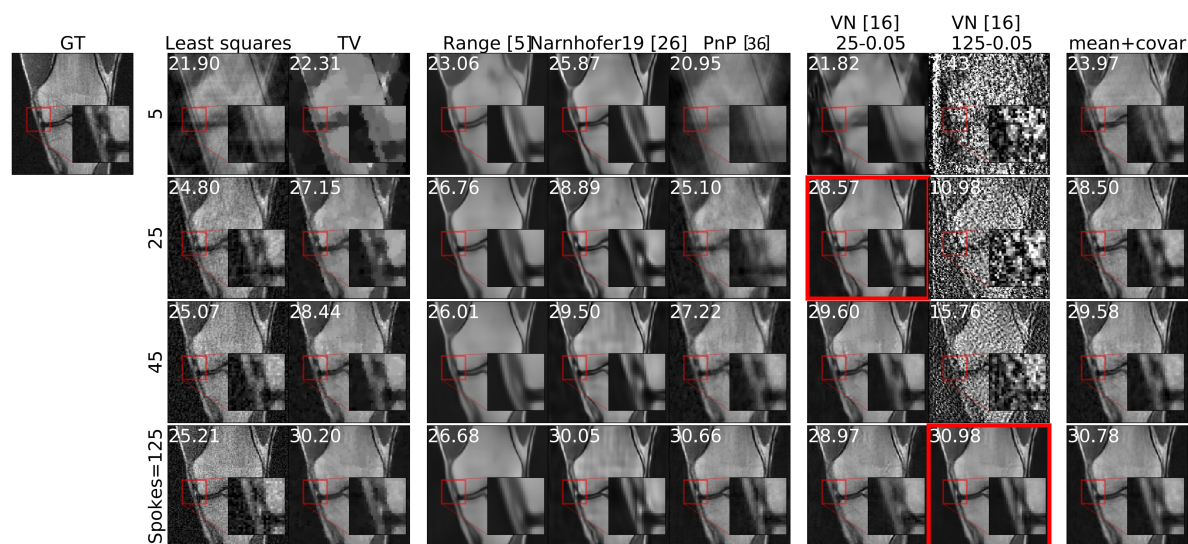 VN [16] VN [16]
GT Least squares TV Range [5] Narnhofer19 [26] PnP [36] 25-0.05 125-0.05 mean+covar
5 21.90 22.31 23.06 25.87 20.95 21.82 7.43 23.97
25 24.80 27.15 26.76 28.89 25.10 28.57 10.98 28.50
45 25.07 28.44 26.01 29.50 27.22 29.60 15.76 29.58
Spokes=125 25.21 30.20 26.68 30.05 30.66 28.97 30.98 30.78